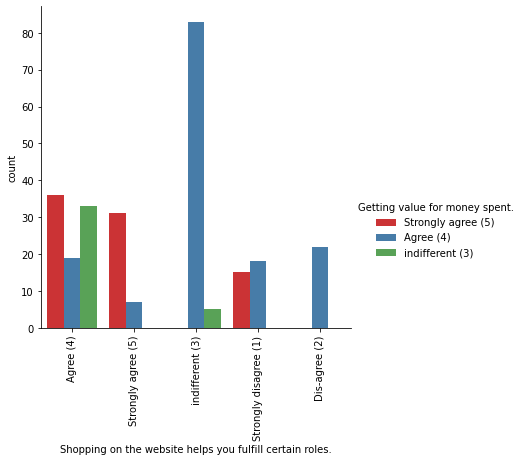 80
70
60
50
40
30
20
10
0
count
Agree (4)
Strongly agree (5)
indifferent (3)
Strongly disagree (1)
Dis-agree (2)
Shopping on the website helps you fulfill certain roles.
Getting value for money spent.
Strongly agree (5)
Agree (4)
indifferent (3)